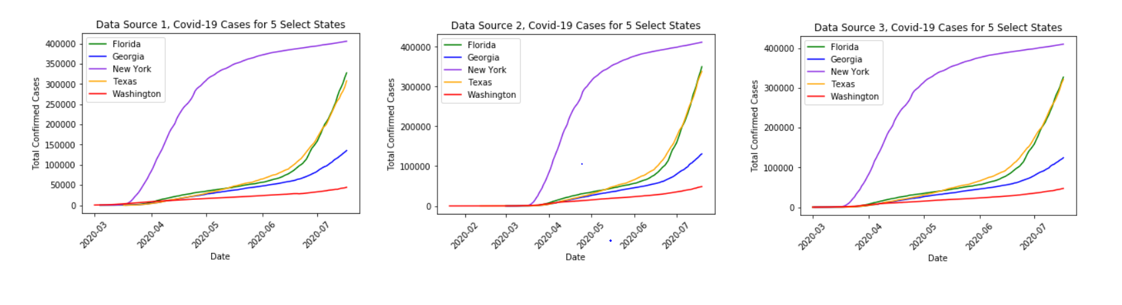 Data Source 1, Covid-19 Cases for 5 Select States
400000
350000
300000
250000
200000
150000
100000
50000
0
Total Confirmed Cases
Florida
Georgia
New York
Texas
Washington
2020-03
2020-04
2020-05
2020-06
2020-07
Date
Data Source 2, Covid-19 Cases for 5 Select States
400000
300000
200000
100000
0
Total Confirmed Cases
Florida
Georgia
New York
Texas
Washington
2020-02
2020-03
2020-04
2020-05
2020-06
2020-07
Date
Data Source 3, Covid-19 Cases for 5 Select States
400000
300000
200000
100000
0
Total Confirmed Cases
Florida
Georgia
New York
Texas
Washington
2020-03
2020-04
2020-05
2020-06
2020-07
Date